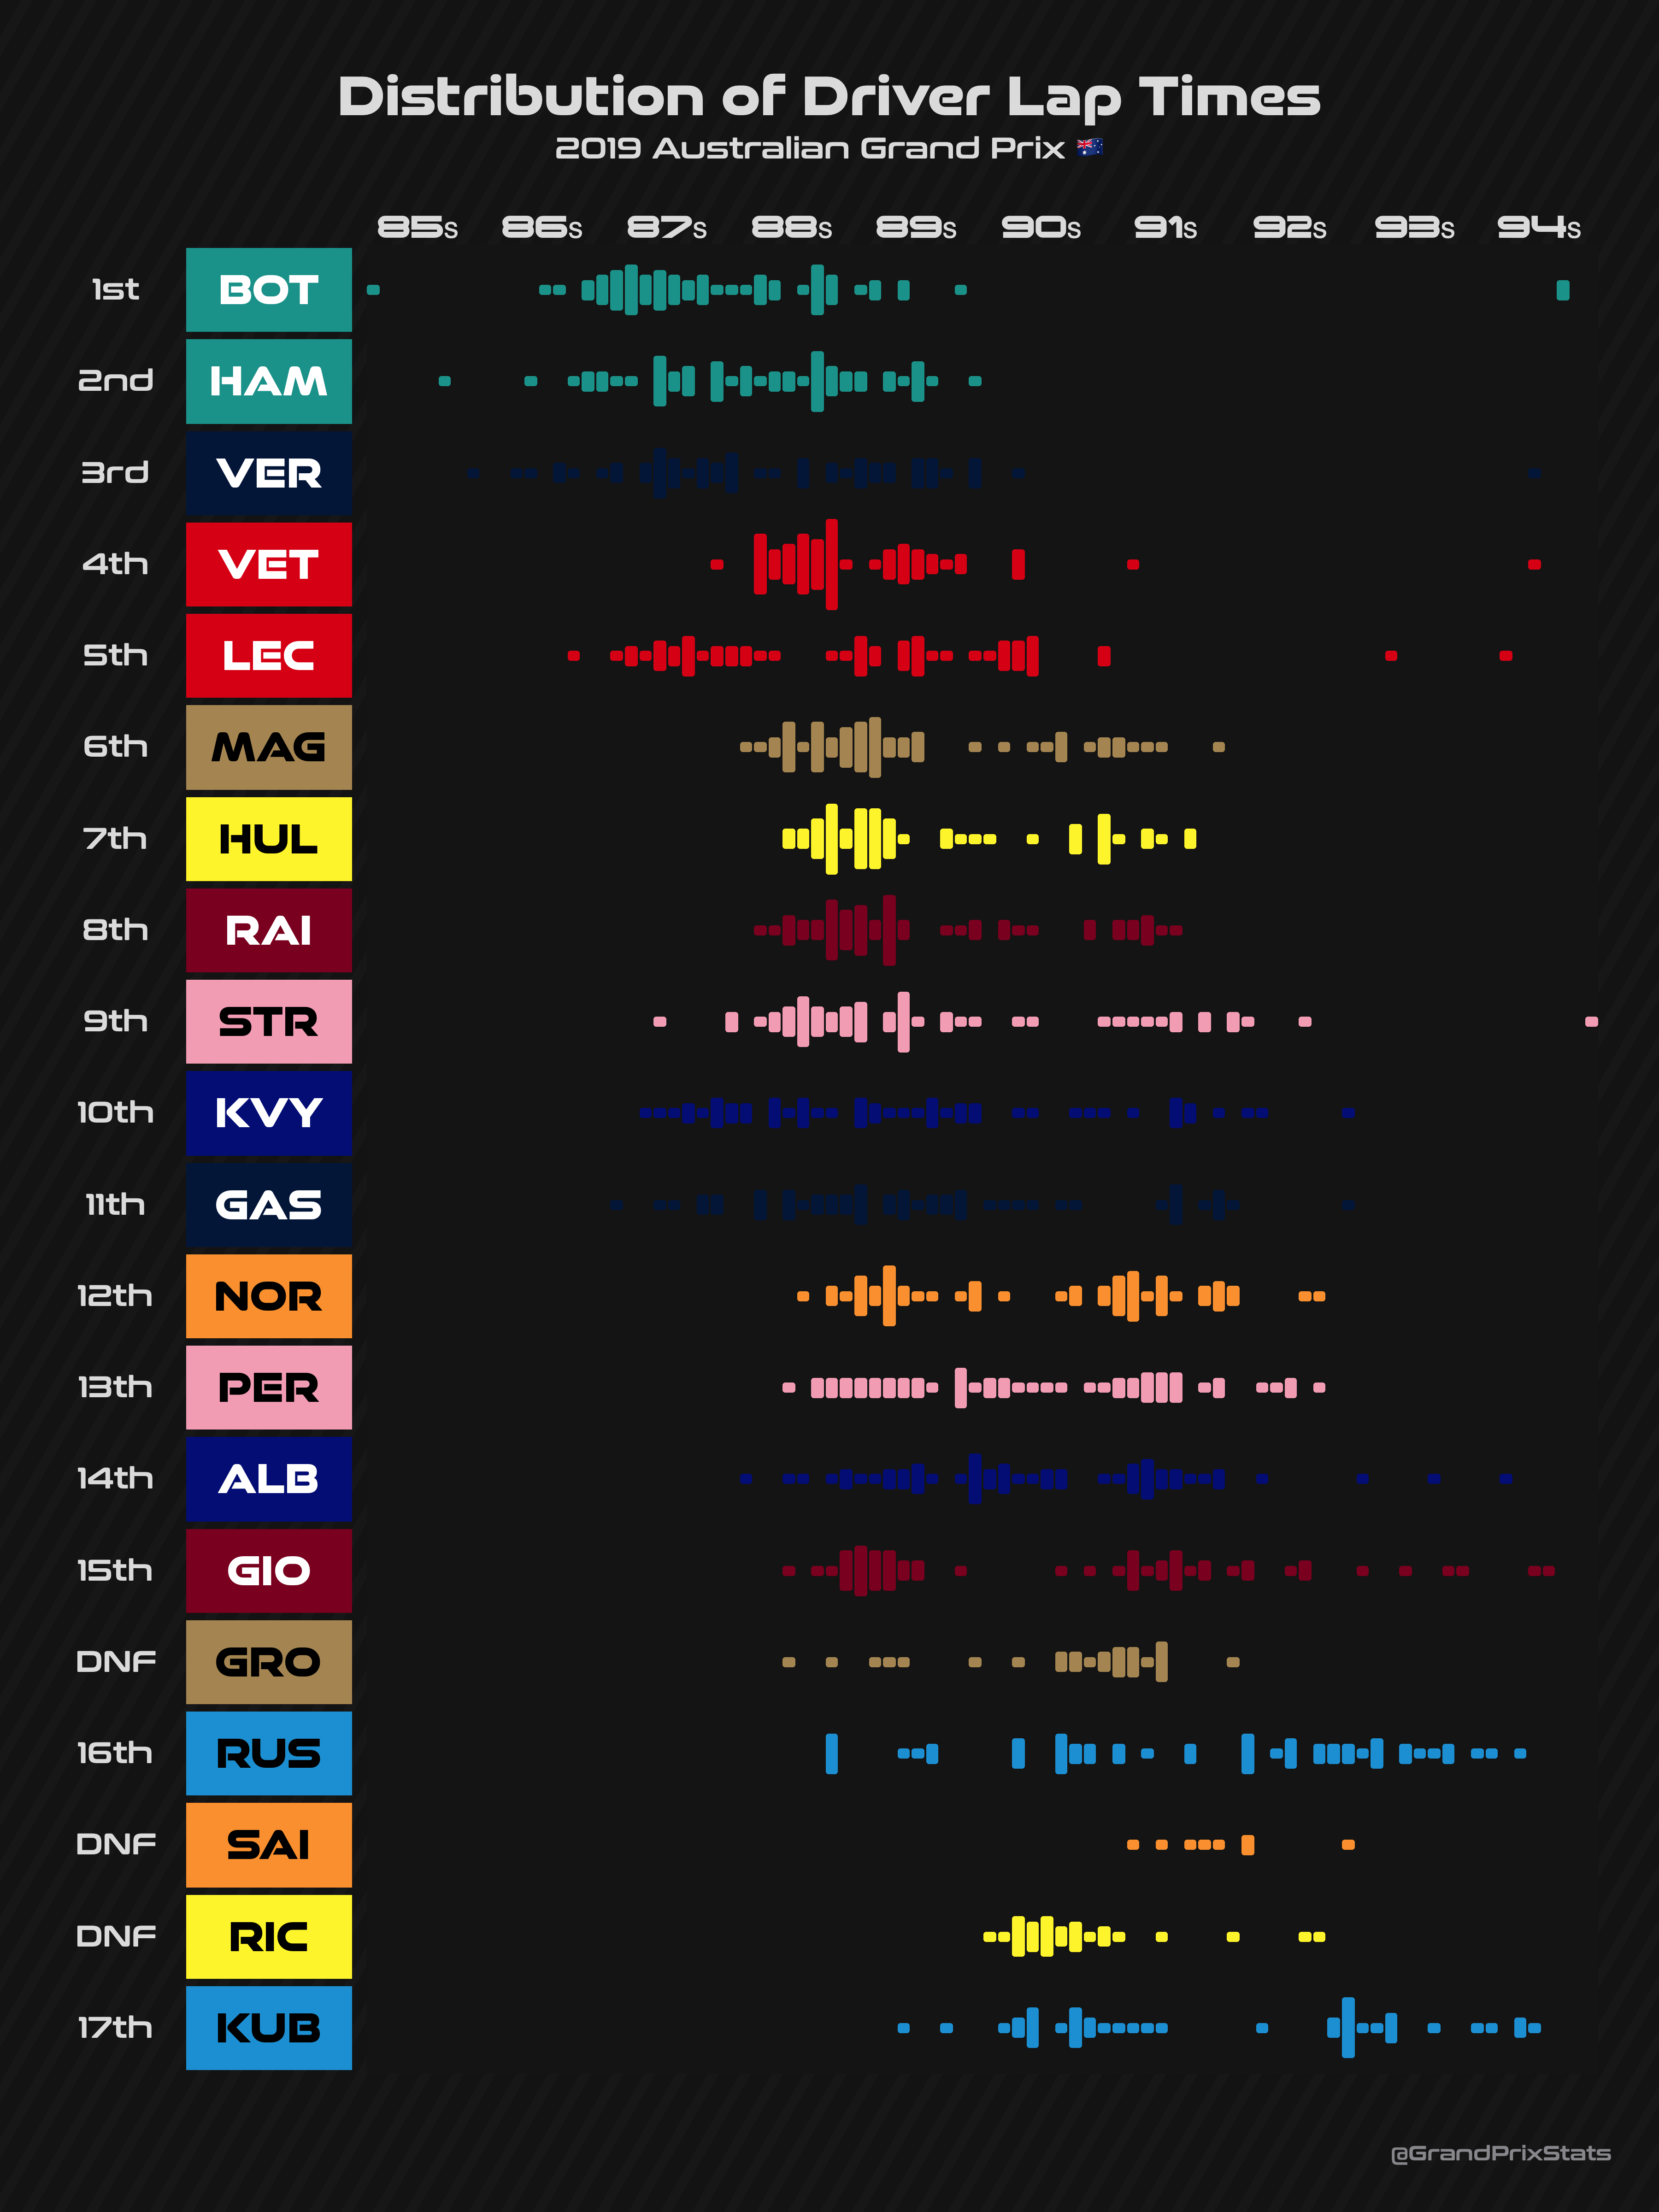 Distribution of Driver Lap Times
2019 Australian Grand Prix 🇦🇺
85s 86s 87s 88s 89s 90s 91s 92s 93s 94s
1st BOT
2nd HAM
3rd VER
4th VET
5th LEC
6th MAG
7th HUL
8th RAI
9th STR
10th KVY
11th GAS
12th NOR
13th PER
14th ALB
15th GIO
DNF GRO
16th RUS
DNF SAI
DNF RIC
17th KUB
@GrandPrixStats